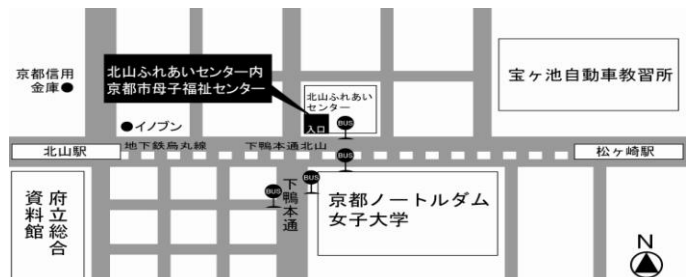 京都信用
金庫●
北山ふれあいセンター内
京都市母子福祉センター
北山ふれあい
センター
入口
BUS
宝ヶ池自動車教習所
●イノブン
地下鉄烏丸線
下鴨本通北山
北山駅
BUS
松ヶ崎駅
府立総合
資料館
BUS
下鴨本通
BUS
京都ノートルダム
女子大学
N